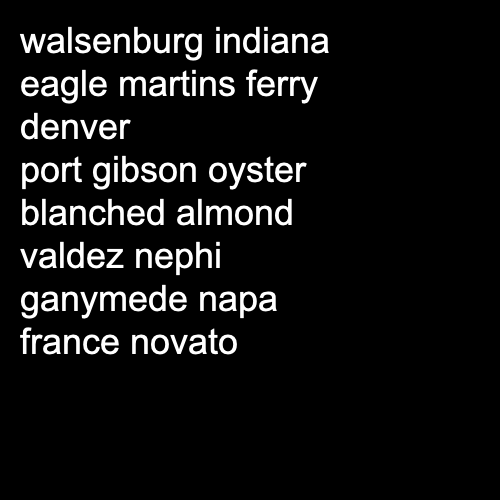 walsenburg indiana
eagle martins ferry
denver
port gibson oyster
blanched almond
valdez nephi
ganymede napa
france novato